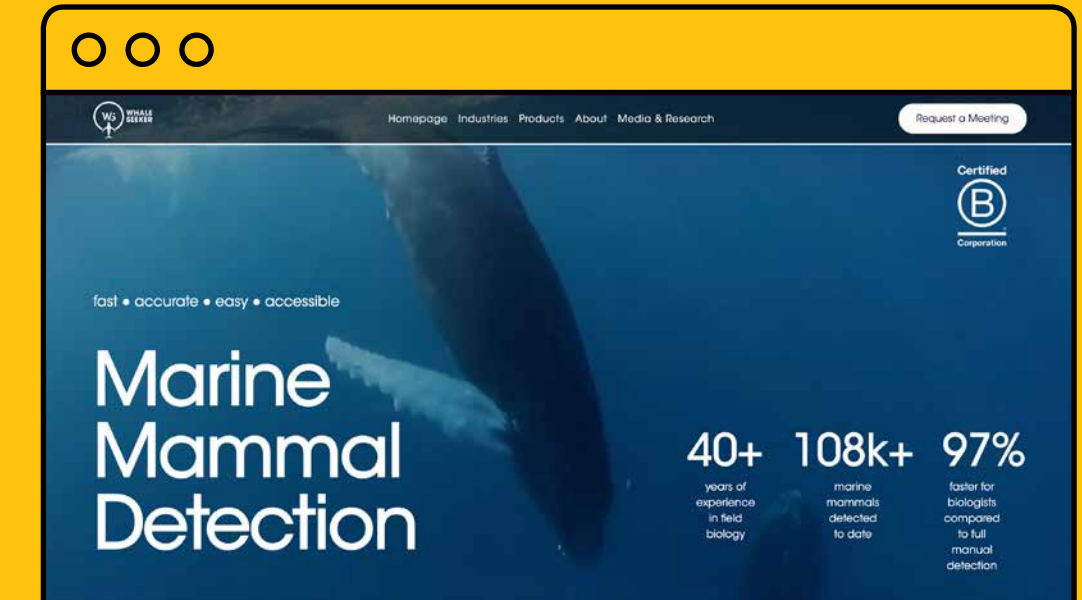 WS
WHALE
SEEKER
Homepage Industries Products About Media & Research
Request a Meeting
Certified
B
Corporation
fast • accurate • easy • accessible
Marine
Mammal
Detection
40+
years of
experience
in field
biology
108k+
marine
mammals
detected
to date
97%
faster for
biologists
compared
to full
manual
detection